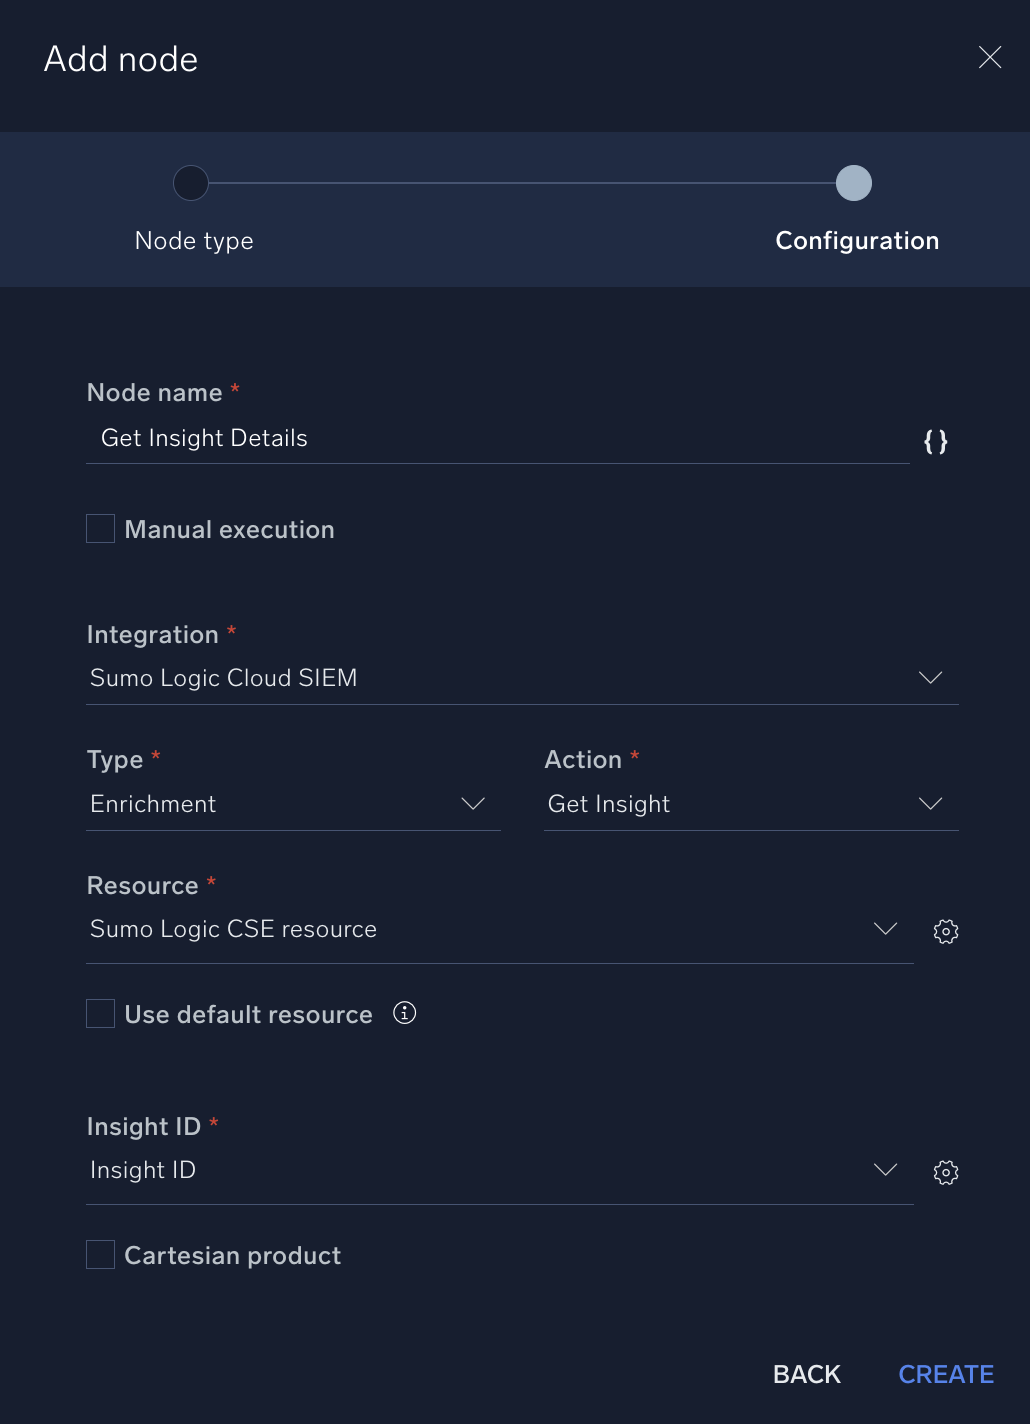 Add node
Node type
Configuration
Node name *
Get Insight Details
{ }
Manual execution
Integration *
Sumo Logic Cloud SIEM
Type *
Action *
Enrichment
Get Insight
Resource *
Sumo Logic CSE resource
Use default resource
Insight ID *
Insight ID
Cartesian product
BACK
CREATE